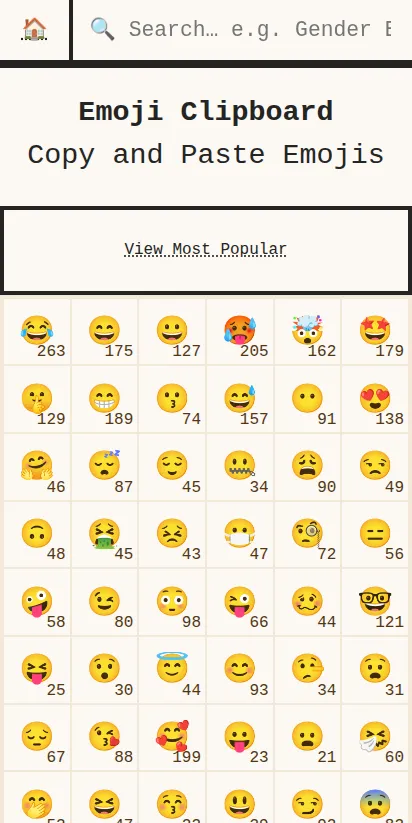 Search… e.g. Gender
Emoji Clipboard
Copy and Paste Emojis
View Most Popular
263 175 127 205 162 179
129 189 74 157 91 138
46 87 45 34 90 49
48 45 43 47 72 56
58 80 98 66 44 121
25 30 44 93 34 31
67 88 199 23 21 60